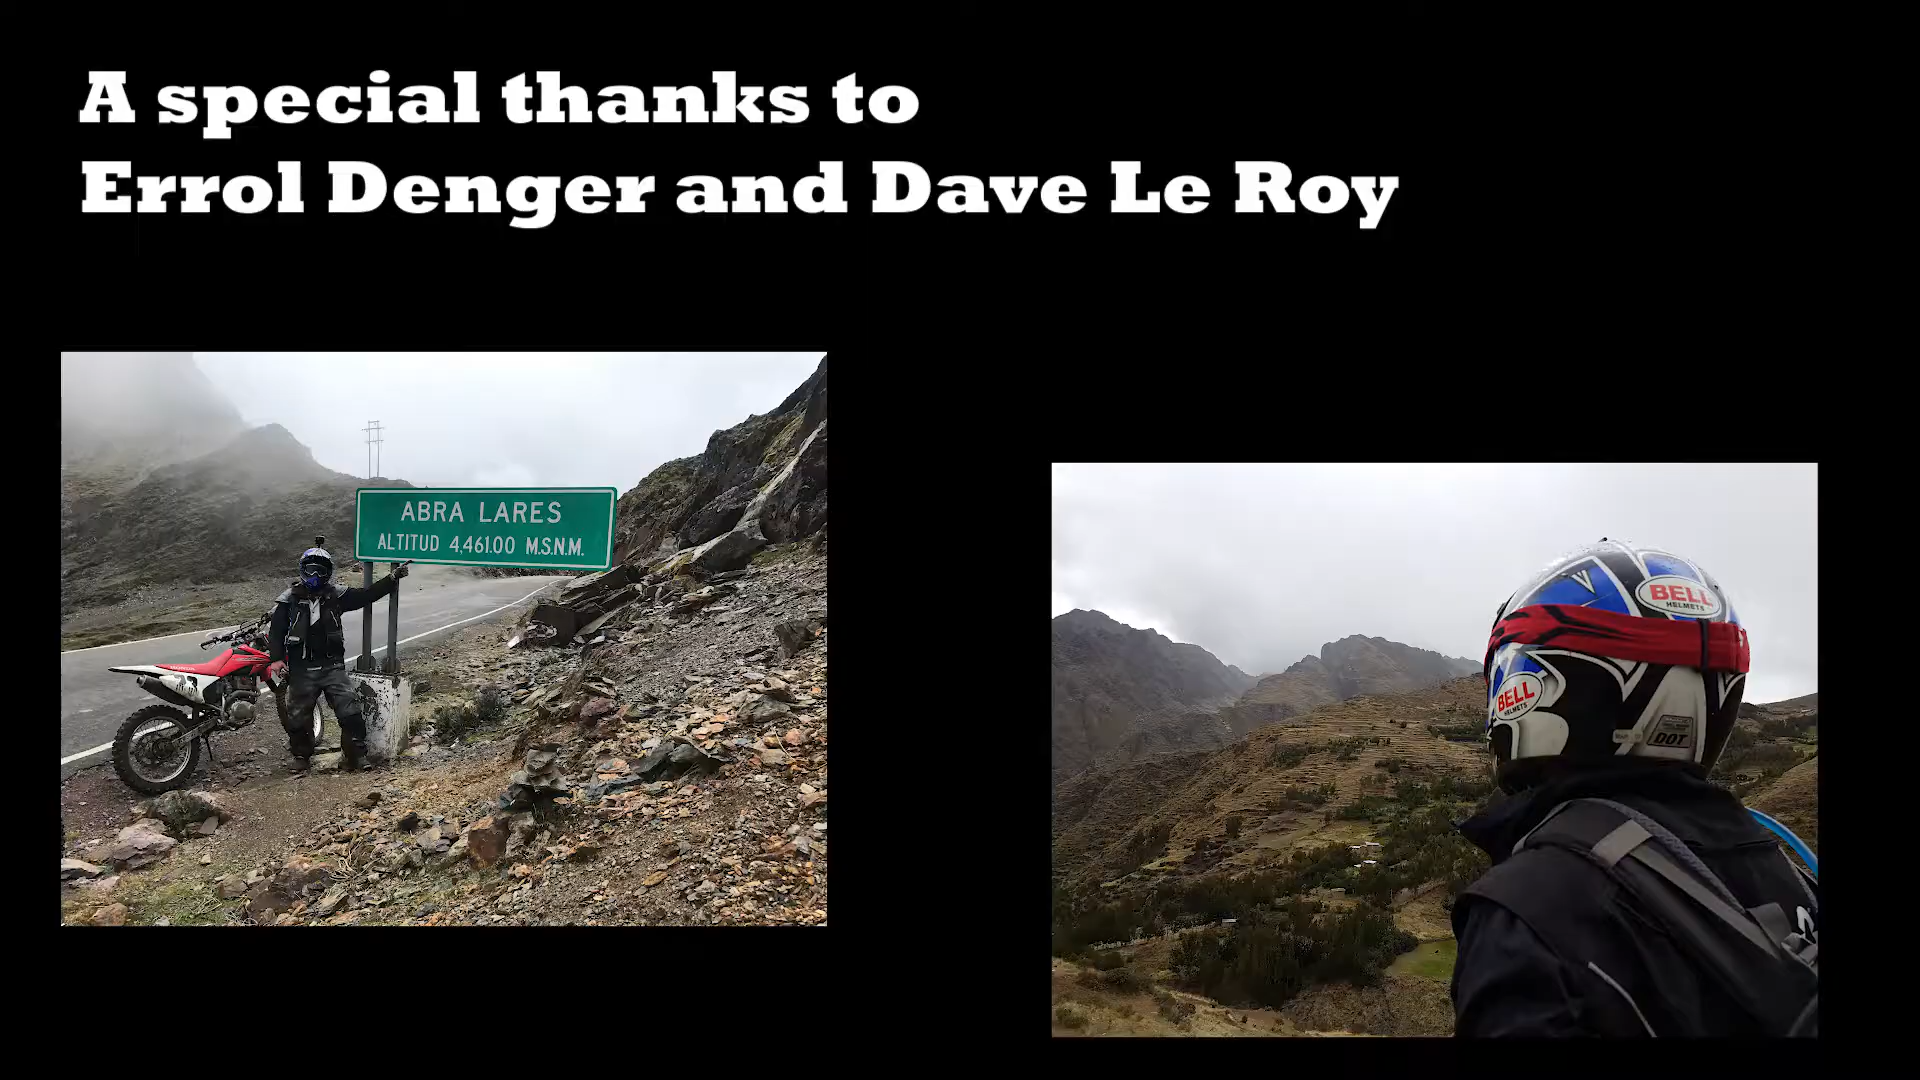 A special thanks to
Errol Denger and Dave Le Roy
ABRA LARES
ALTITUD 4,461.00 M.S.N.M.
BELL
HELMETS
BELL
HELMETS
DOT